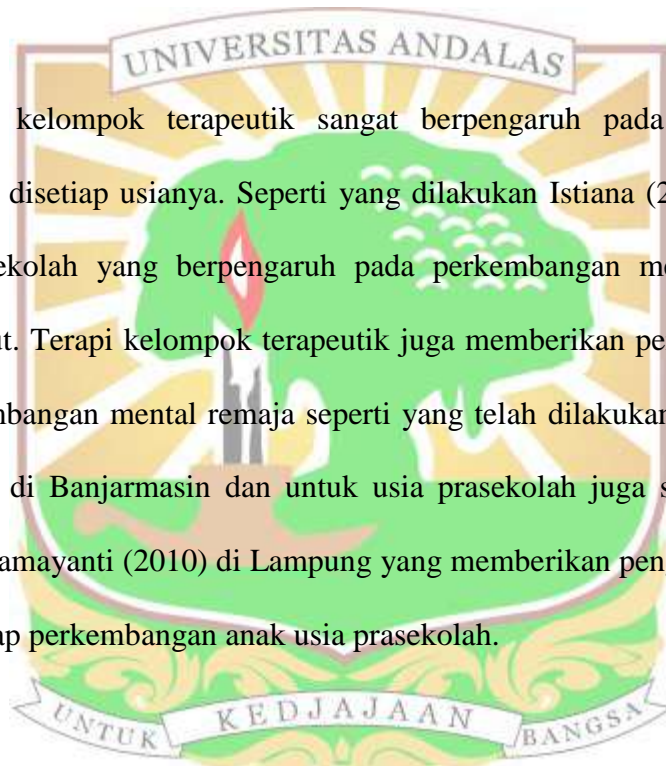 UNIVERSITAS ANDALAS
kelompok terapeutik sangat berpengaruh pada
disetiap usianya. Seperti yang dilakukan Istiana (2
ekolah yang berpengaruh pada perkembangan me
ut. Terapi kelompok terapeutik juga memberikan pe
mbangan mental remaja seperti yang telah dilakukan
di Banjarmasin dan untuk usia prasekolah juga s
amayanti (2010) di Lampung yang memberikan pen
ap perkembangan anak usia prasekolah.
UNTUK KEDJAJAAN BANGSA